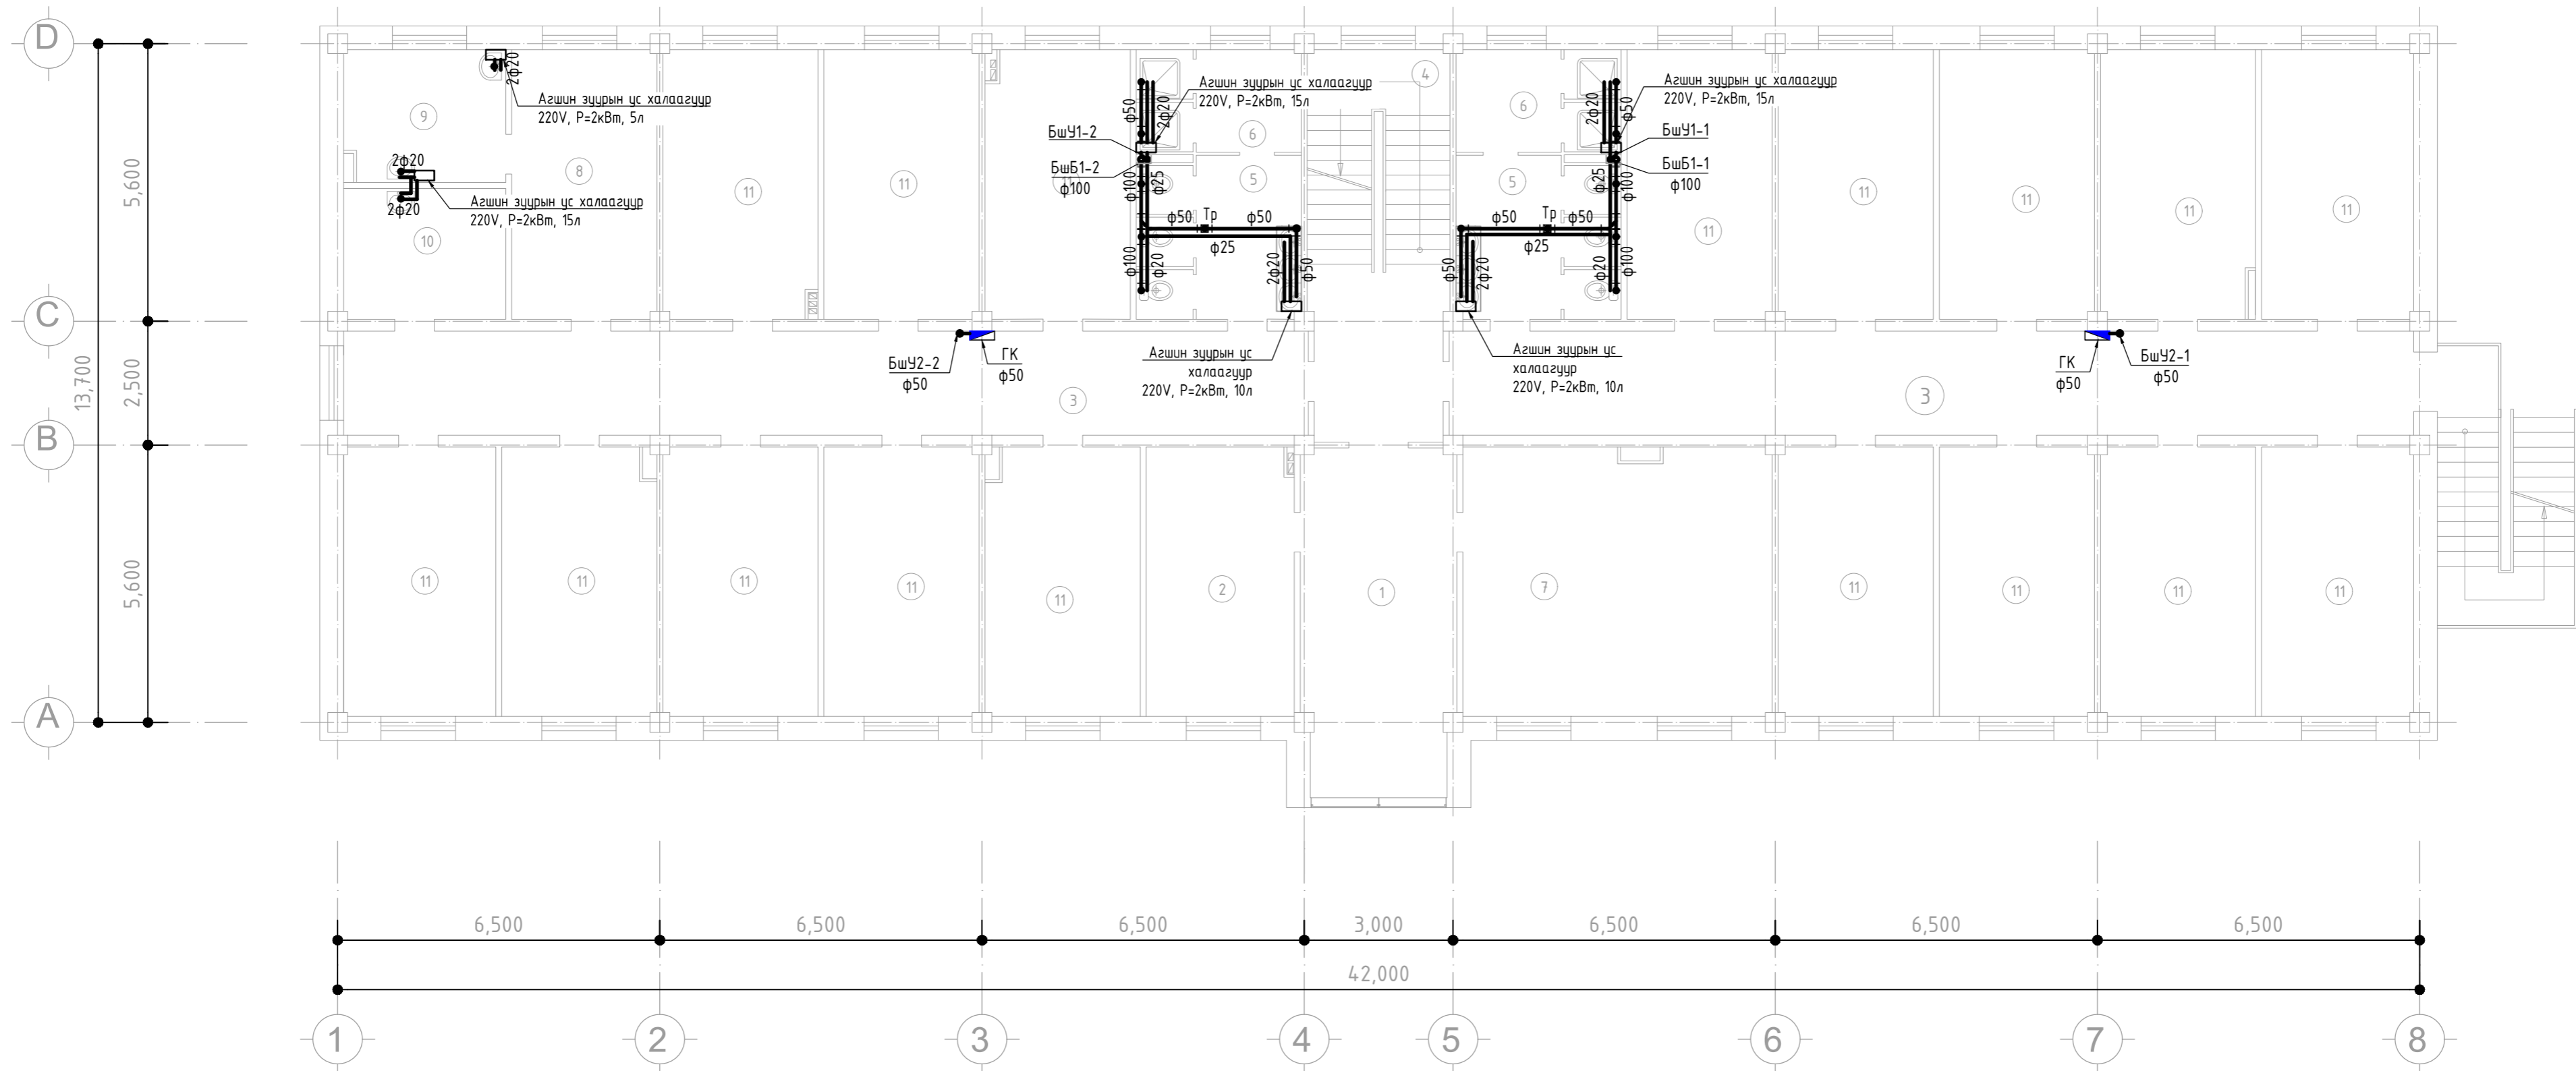 D
C
B
A
5,600
2,500
5,600
13,700
2ф20
Агшин зуурын ус халаагуур
220V, P=2кВт, 5л
9
8
2ф20
2ф20
Агшин зуурын ус халаагуур
220V, P=2кВт, 15л
10
11
11
ф50
2ф20
Агшин зуурын ус халаагуур
220V, P=2кВт, 15л
4
БшУ1-2
БшБ1-2
ф100
ф100
ф25
6
5
ф50
Тр
ф50
ф25
ф100
ф20
2ф20
ф50
6
5
2ф20
ф50
Агшин зуурын ус халаагуур
220V, P=2кВт, 15л
БшУ1-1
БшБ1-1
ф100
ф25
ф100
ф50
Тр
ф50
ф25
ф50
2ф20
ф20
ф100
11
11
11
11
11
БшУ2-2
ф50
ГК
ф50
Агшин зуурын ус
халаагуур
220V, P=2кВт, 10л
Агшин зуурын ус
халаагуур
220V, P=2кВт, 10л
ГК
ф50
БшУ2-1
ф50
3
3
11
11
11
11
11
2
1
7
11
11
11
11
6,500
6,500
6,500
3,000
6,500
6,500
6,500
42,000
1
2
3
4
5
6
7
8